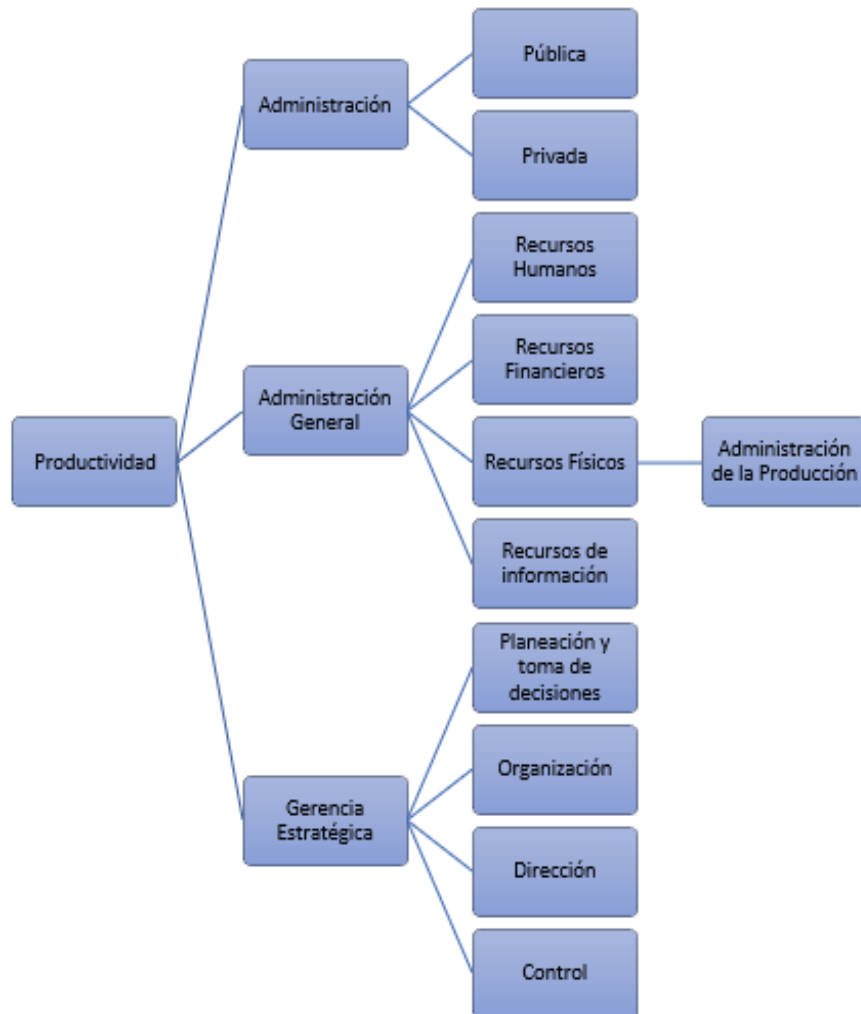 Pública
Administración
Privada
Recursos
Humanos
Recursos
Financieros
Administración
General
Productividad
Recursos Físicos
Administración
de la Producción
Recursos de
información
Planeación y
toma de
decisiones
Organización
Gerencia
Estratégica
Dirección
Control